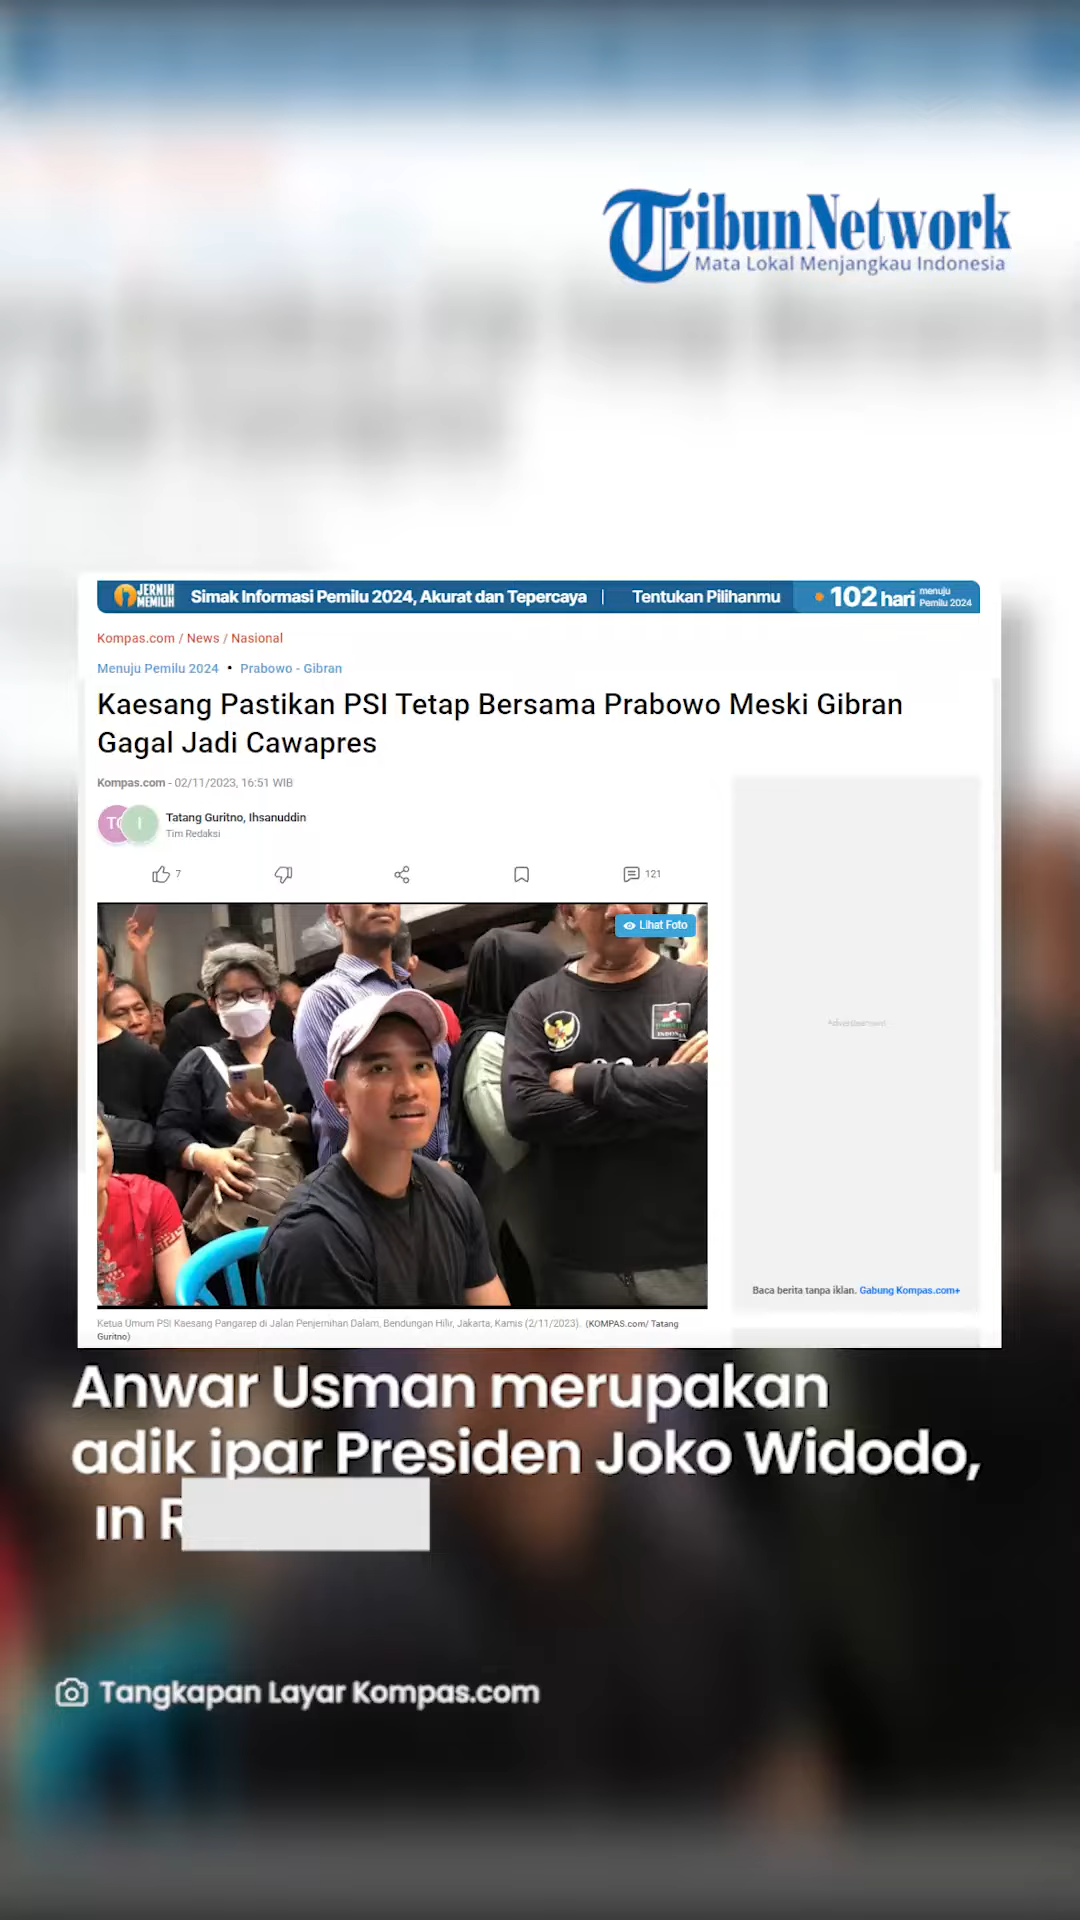 TribunNetwork
Mata Lokal Menjangkau Indonesia
JERNIH
MEMILIH
Simak Informasi Pemilu 2024, Akurat dan Tepercaya | Tentukan Pilihanmu
102 hari menuju
Pemilu 2024
Kompas.com / News / Nasional
Menuju Pemilu 2024 • Prabowo - Gibran
Kaesang Pastikan PSI Tetap Bersama Prabowo Meski Gibran
Gagal Jadi Cawapres
Kompas.com - 02/11/2023, 16:51 WIB
Tatang Guritno, Ihsanuddin
Tim Redaksi
7
121
Lihat Foto
Advertisement
Baca berita tanpa iklan. Gabung Kompas.com+
Ketua Umum PSI Kaesang Pangarep di Jalan Penjernihan Dalam, Bendungan Hilir, Jakarta, Kamis (2/11/2023). (KOMPAS.com/ Tatang
Guritno)
Anwar Usman merupakan
adik ipar Presiden Joko Widodo,
Tangkapan Layar Kompas.com